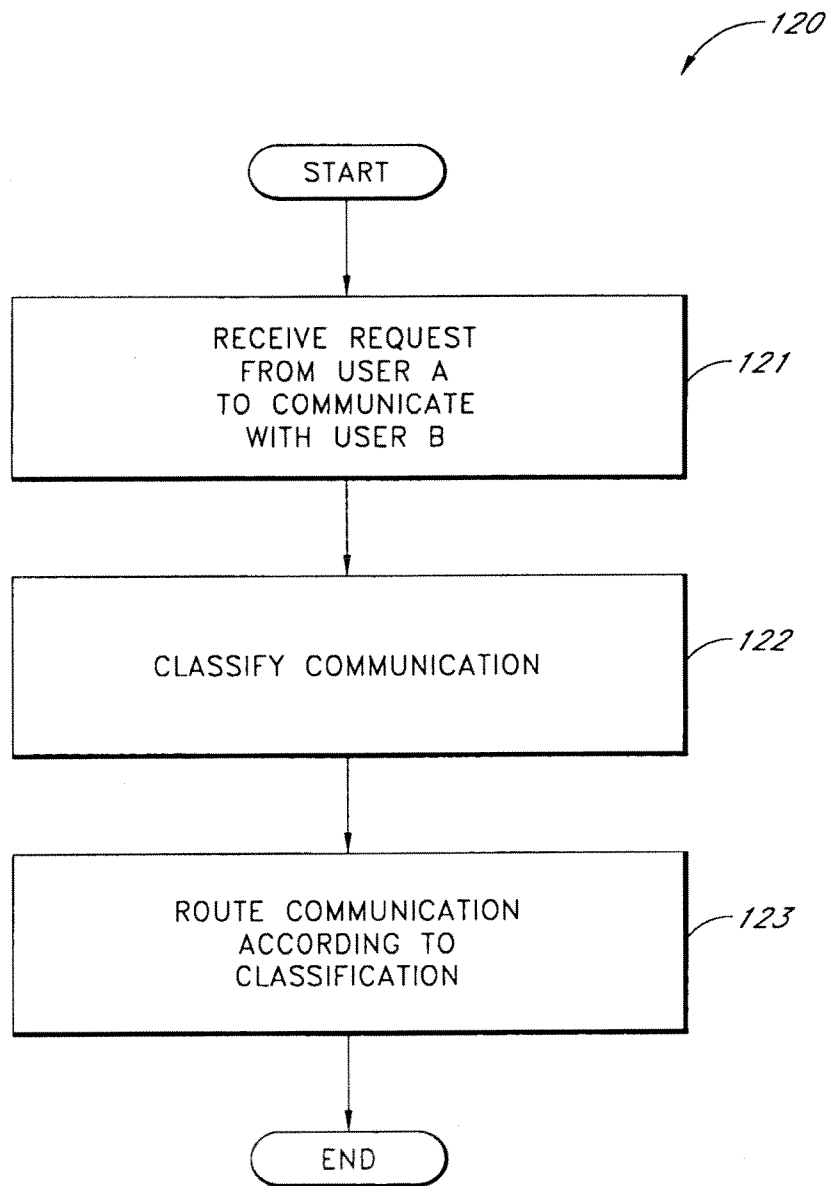 120
START
RECEIVE REQUEST
FROM USER A
TO COMMUNICATE
WITH USER B
121
CLASSIFY COMMUNICATION
122
ROUTE COMMUNICATION
ACCORDING TO
CLASSIFICATION
123
END